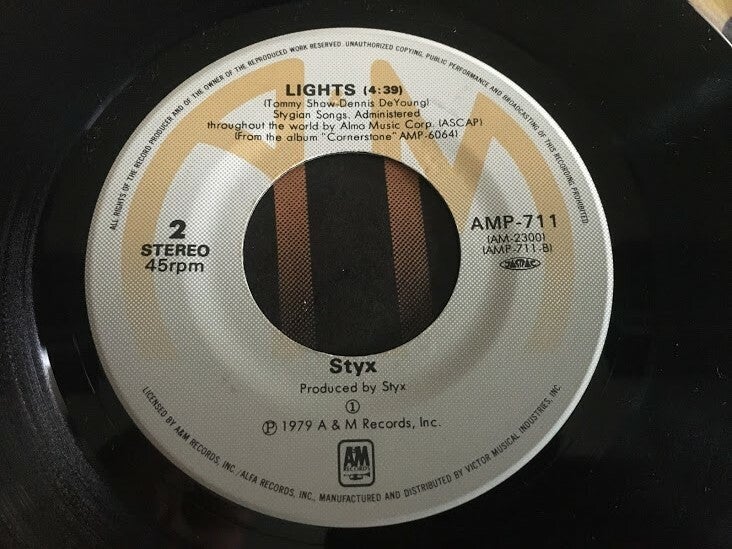 ALL RIGHTS OF THE RECORD PRODUCER AND OF THE OWNER OF THE REPRODUCED WORK RESERVED. UNAUTHORIZED COPYING, PUBLIC PERFORMANCE AND BROADCASTING OF THIS RECORDING PROHIBITED
LIGHTS (4:39)
(Tommy Shaw-Dennis DeYoung)
Stygian Songs. Administered
throughout the world by Almo Music Corp. (ASCAP)
(From the album "Cornerstone" AMP-6064)
2
STEREO
45rpm
AMP-711
(AM-2300)
(AMP-711-B)
JASRAC
Styx
Produced by Styx
①
Ⓟ 1979 A & M Records, Inc.
AM
RECORDS
LICENSED BY A&M RECORDS, INC./ALFA RECORDS, INC., MANUFACTURED AND DISTRIBUTED BY VICTOR MUSICAL INDUSTRIES, INC